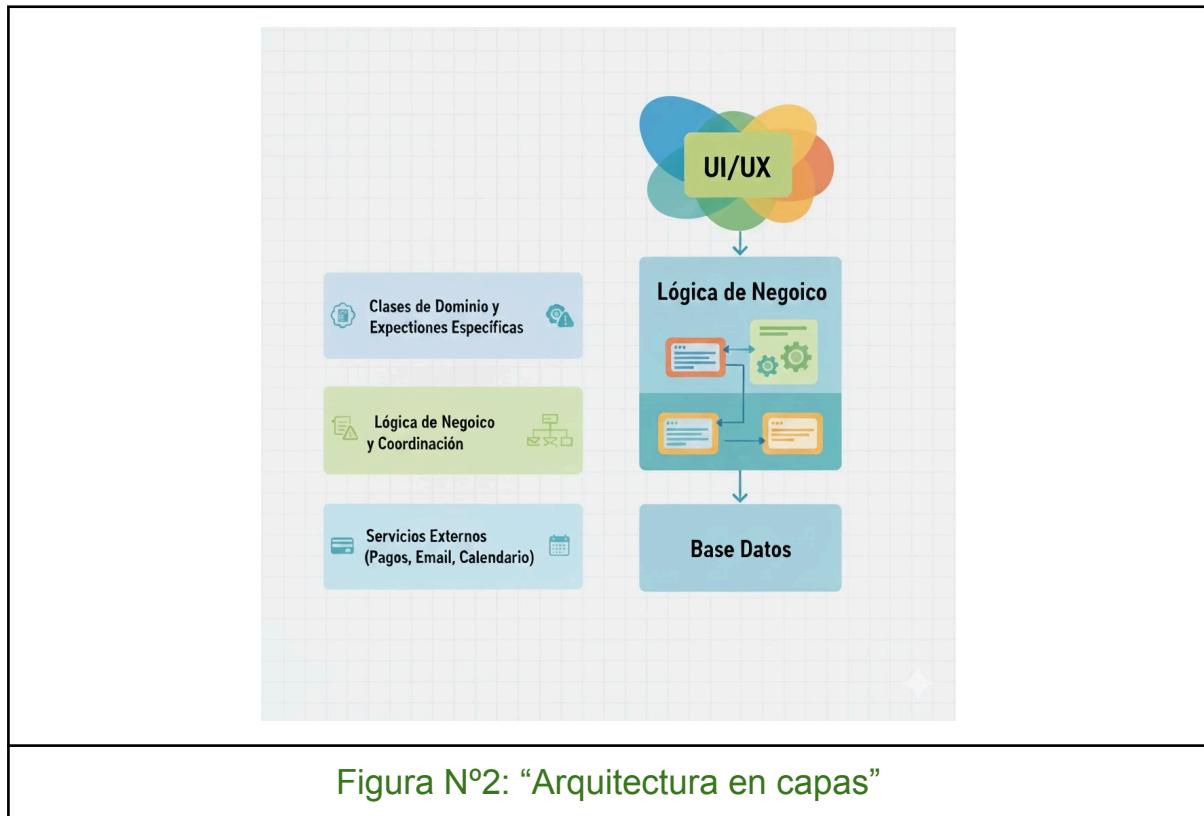 UI/UX
Lógica de Negoico
Clases de Dominio y
Expectiones Específicas
Lógica de Negoico
y Coordinación
Servicios Externos
(Pagos, Email, Calendario)
Base Datos
Figura Nº2: “Arquitectura en capas”